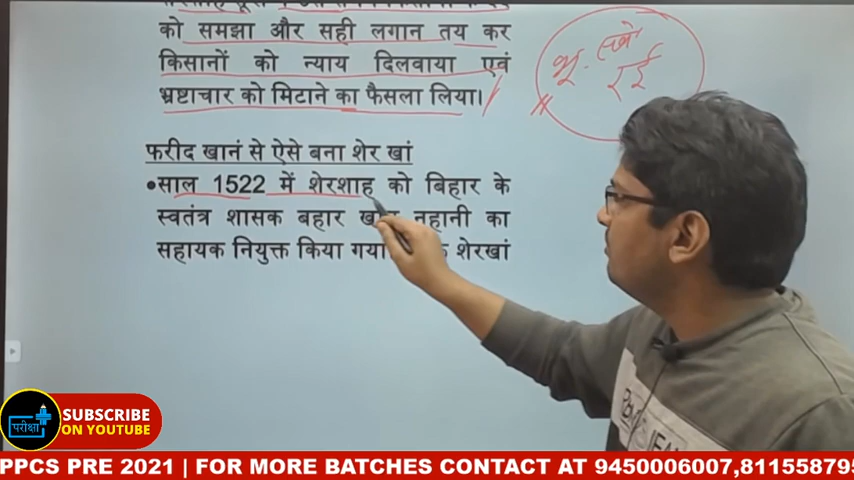 को समझा और सही लगान तय कर
किसानों को न्याय दिलवाया एवं
भ्रष्टाचार को मिटाने का फैसला लिया।
भू.
फरीद खानं से ऐसे बना शेर खां
•साल 1522 में शेरशाह को बिहार के
स्वतंत्र शासक बहार नहानी का
सहायक नियुक्त किया गया शेरखां
परीक्षा
SUBSCRIBE
ON YOUTUBE
PPCS PRE 2021 | FOR MORE BATCHES CONTACT AT 9450006007,811558795